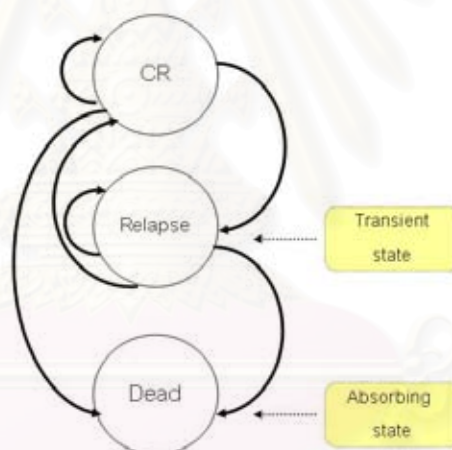 CR
Relapse
Transient
state
Dead
Absorbing
state